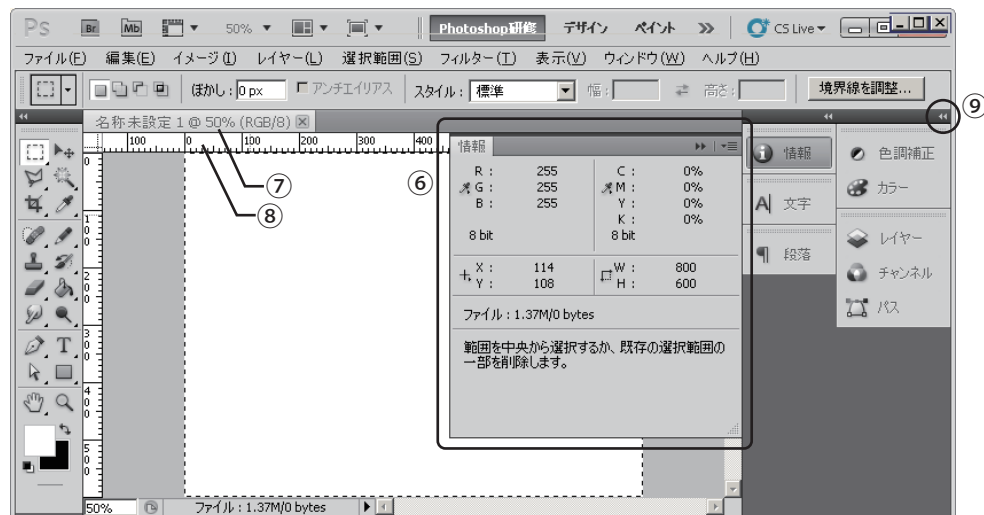 Ps Br Mb 50% Photoshop研修 デザイン ペイント CS Live
ファイル(F) 編集(E) イメージ(I) レイヤー(L) 選択範囲(S) フィルター(T) 表示(V) ウィンドウ(W) ヘルプ(H)
ぼかし : 0 px アンチエイリアス スタイル : 標準 幅 : 高さ : 境界線を調整...
⑨
名称未設定 1 @ 50% (RGB/8)
100 0 100 200 300 400
0
100
200
300
400
500
⑥
⑦
⑧
情報
R : 255 C : 0%
G : 255 M : 0%
B : 255 Y : 0%
K : 0%
8 bit 8 bit
X : 114 W : 800
Y : 108 H : 600
ファイル : 1.37M/0 bytes
範囲を中央から選択するか、既存の選択範囲の
一部を削除します。
情報
文字
段落
色調補正
カラー
レイヤー
チャンネル
パス
50% ファイル : 1.37M/0 bytes